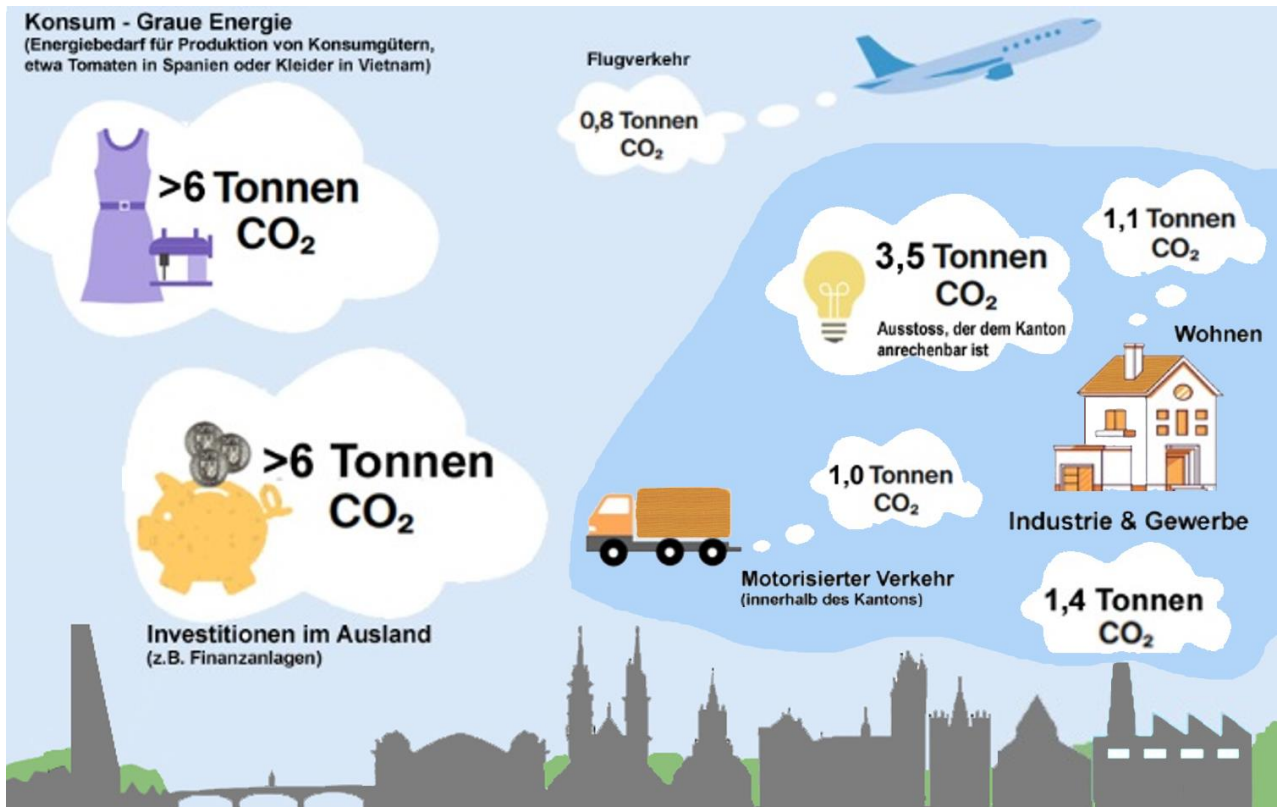 Konsum - Graue Energie
(Energiebedarf für Produktion von Konsumgütern,
etwa Tomaten in Spanien oder Kleider in Vietnam)
>6 Tonnen
CO₂
Flugverkehr
0,8 Tonnen
CO₂
3,5 Tonnen
CO₂
Ausstoss, der dem Kanton
anrechenbar ist
1,1 Tonnen
CO₂
Wohnen
>6 Tonnen
CO₂
Investitionen im Ausland
(z.B. Finanzanlagen)
1,0 Tonnen
CO₂
Motorisierter Verkehr
(innerhalb des Kantons)
Industrie & Gewerbe
1,4 Tonnen
CO₂